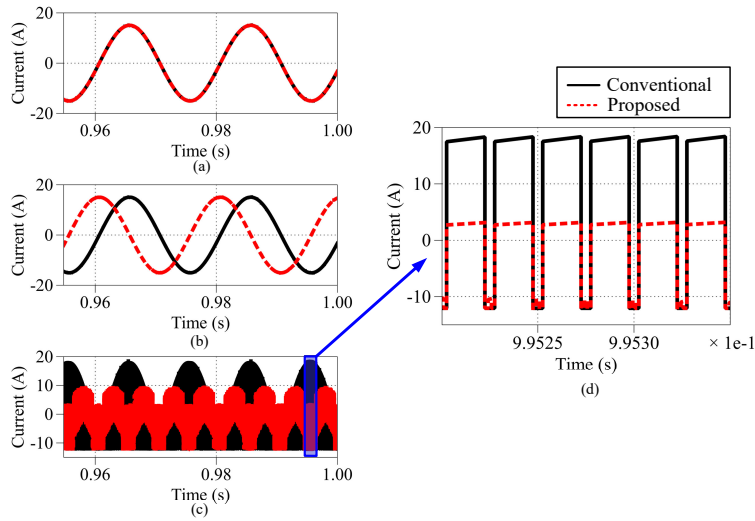 Current (A)
20
0
-20
0.96
0.98
1.00
Time (s)
(a)
Current (A)
20
0
-20
0.96
0.98
1.00
Time (s)
(b)
Current (A)
20
10
0
-10
0.96
0.98
1.00
Time (s)
(c)
Conventional
Proposed
Current (A)
20
10
0
-10
9.9525
9.9530
× 1e-1
Time (s)
(d)